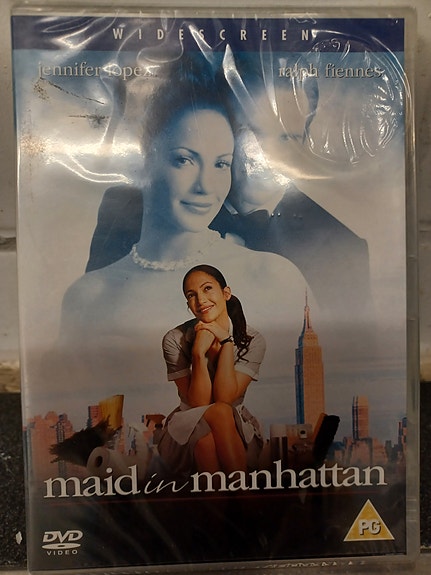 WIDESCREEN
jennifer lopez ralph fiennes
maid in manhattan
DVD
VIDEO
PG